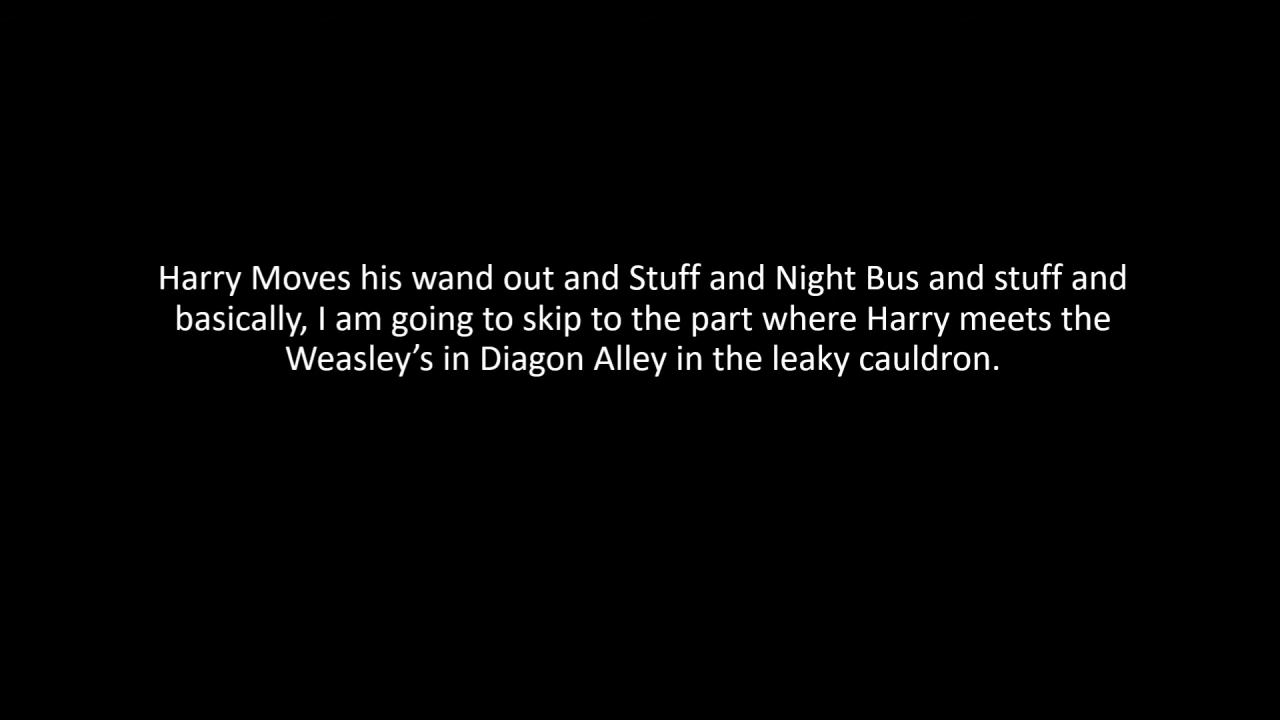 Harry Moves his wand out and Stuff and Night Bus and stuff and
basically, I am going to skip to the part where Harry meets the
Weasley’s in Diagon Alley in the leaky cauldron.